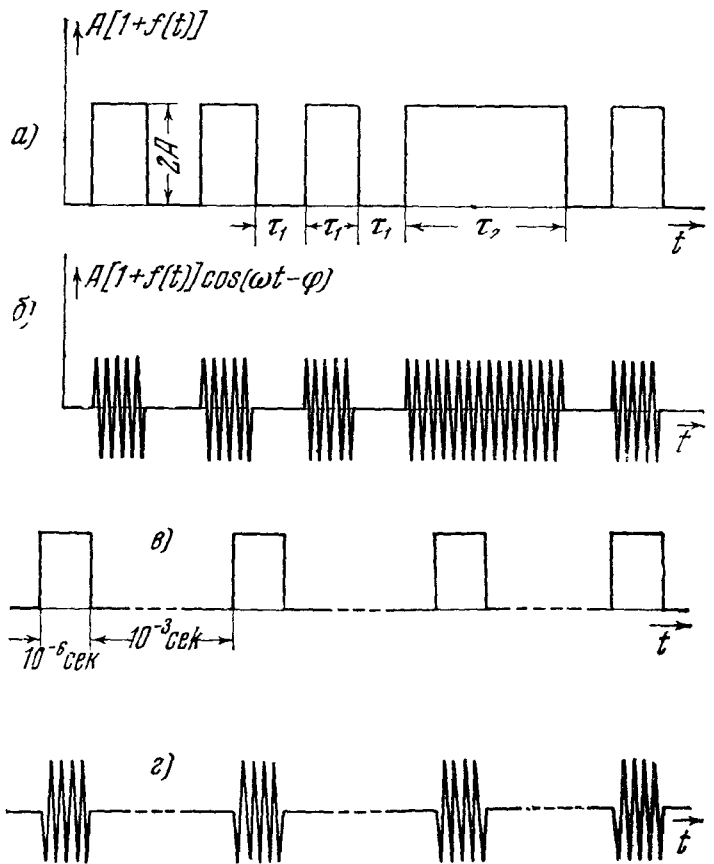 A[1+f(t)]
а)
2A
τ₁ τ₁ τ₁ τ₂
t
A[1+f(t)]cos(ωt-φ)
б)
t
в)
10⁻⁶сек 10⁻³сек
t
г)
t